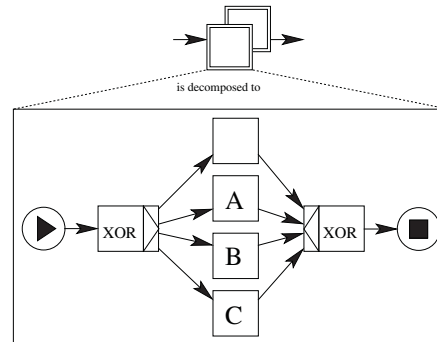 is decomposed to
A
XOR
XOR
B
C